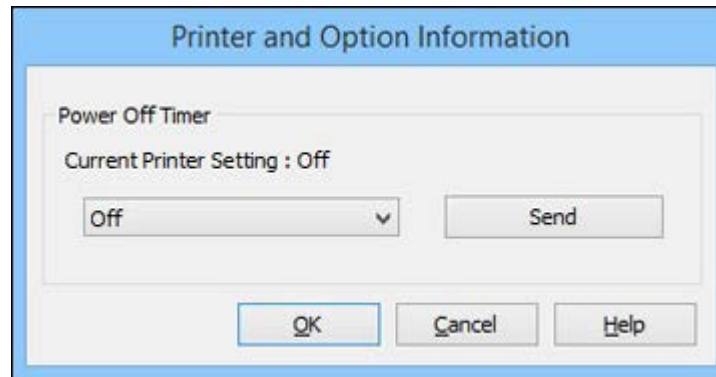 Printer and Option Information
Power Off Timer
Current Printer Setting : Off
Off Send
OK Cancel Help